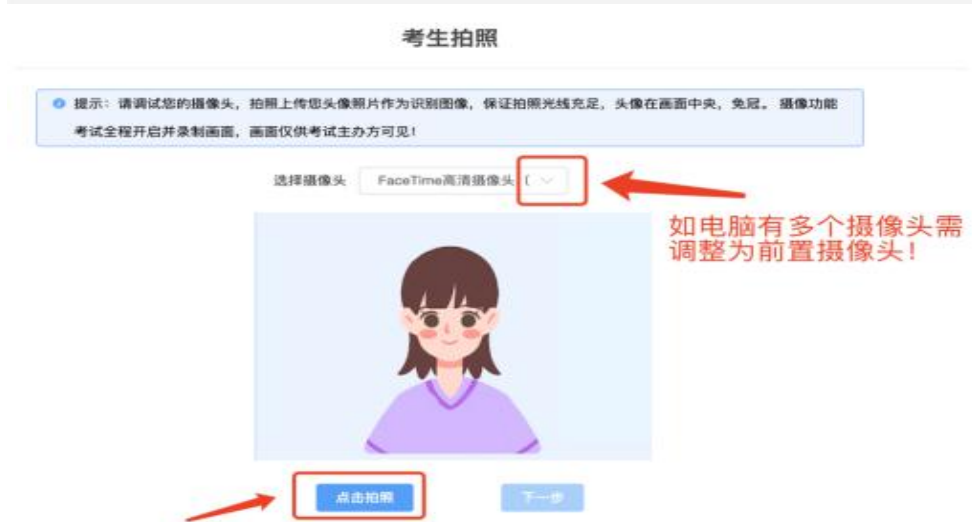 考生拍照
提示：请调试您的摄像头，拍照上传您头像照片作为识别图像，保证拍照光线充足，头像在画面中央，免冠。 摄像功能
考试全程开启并录制画面，画面仅供考试主办方可见！
选择摄像头 FaceTime高清摄像头（
如电脑有多个摄像头需
调整为前置摄像头！
点击拍照 下一步